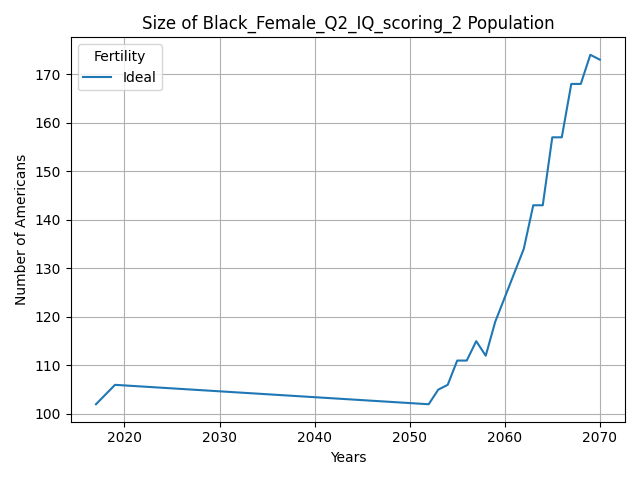 Size of Black_Female_Q2_IQ_scoring_2 Population
Fertility
Ideal
Number of Americans
170
160
150
140
130
120
110
100
2020 2030 2040 2050 2060 2070
Years